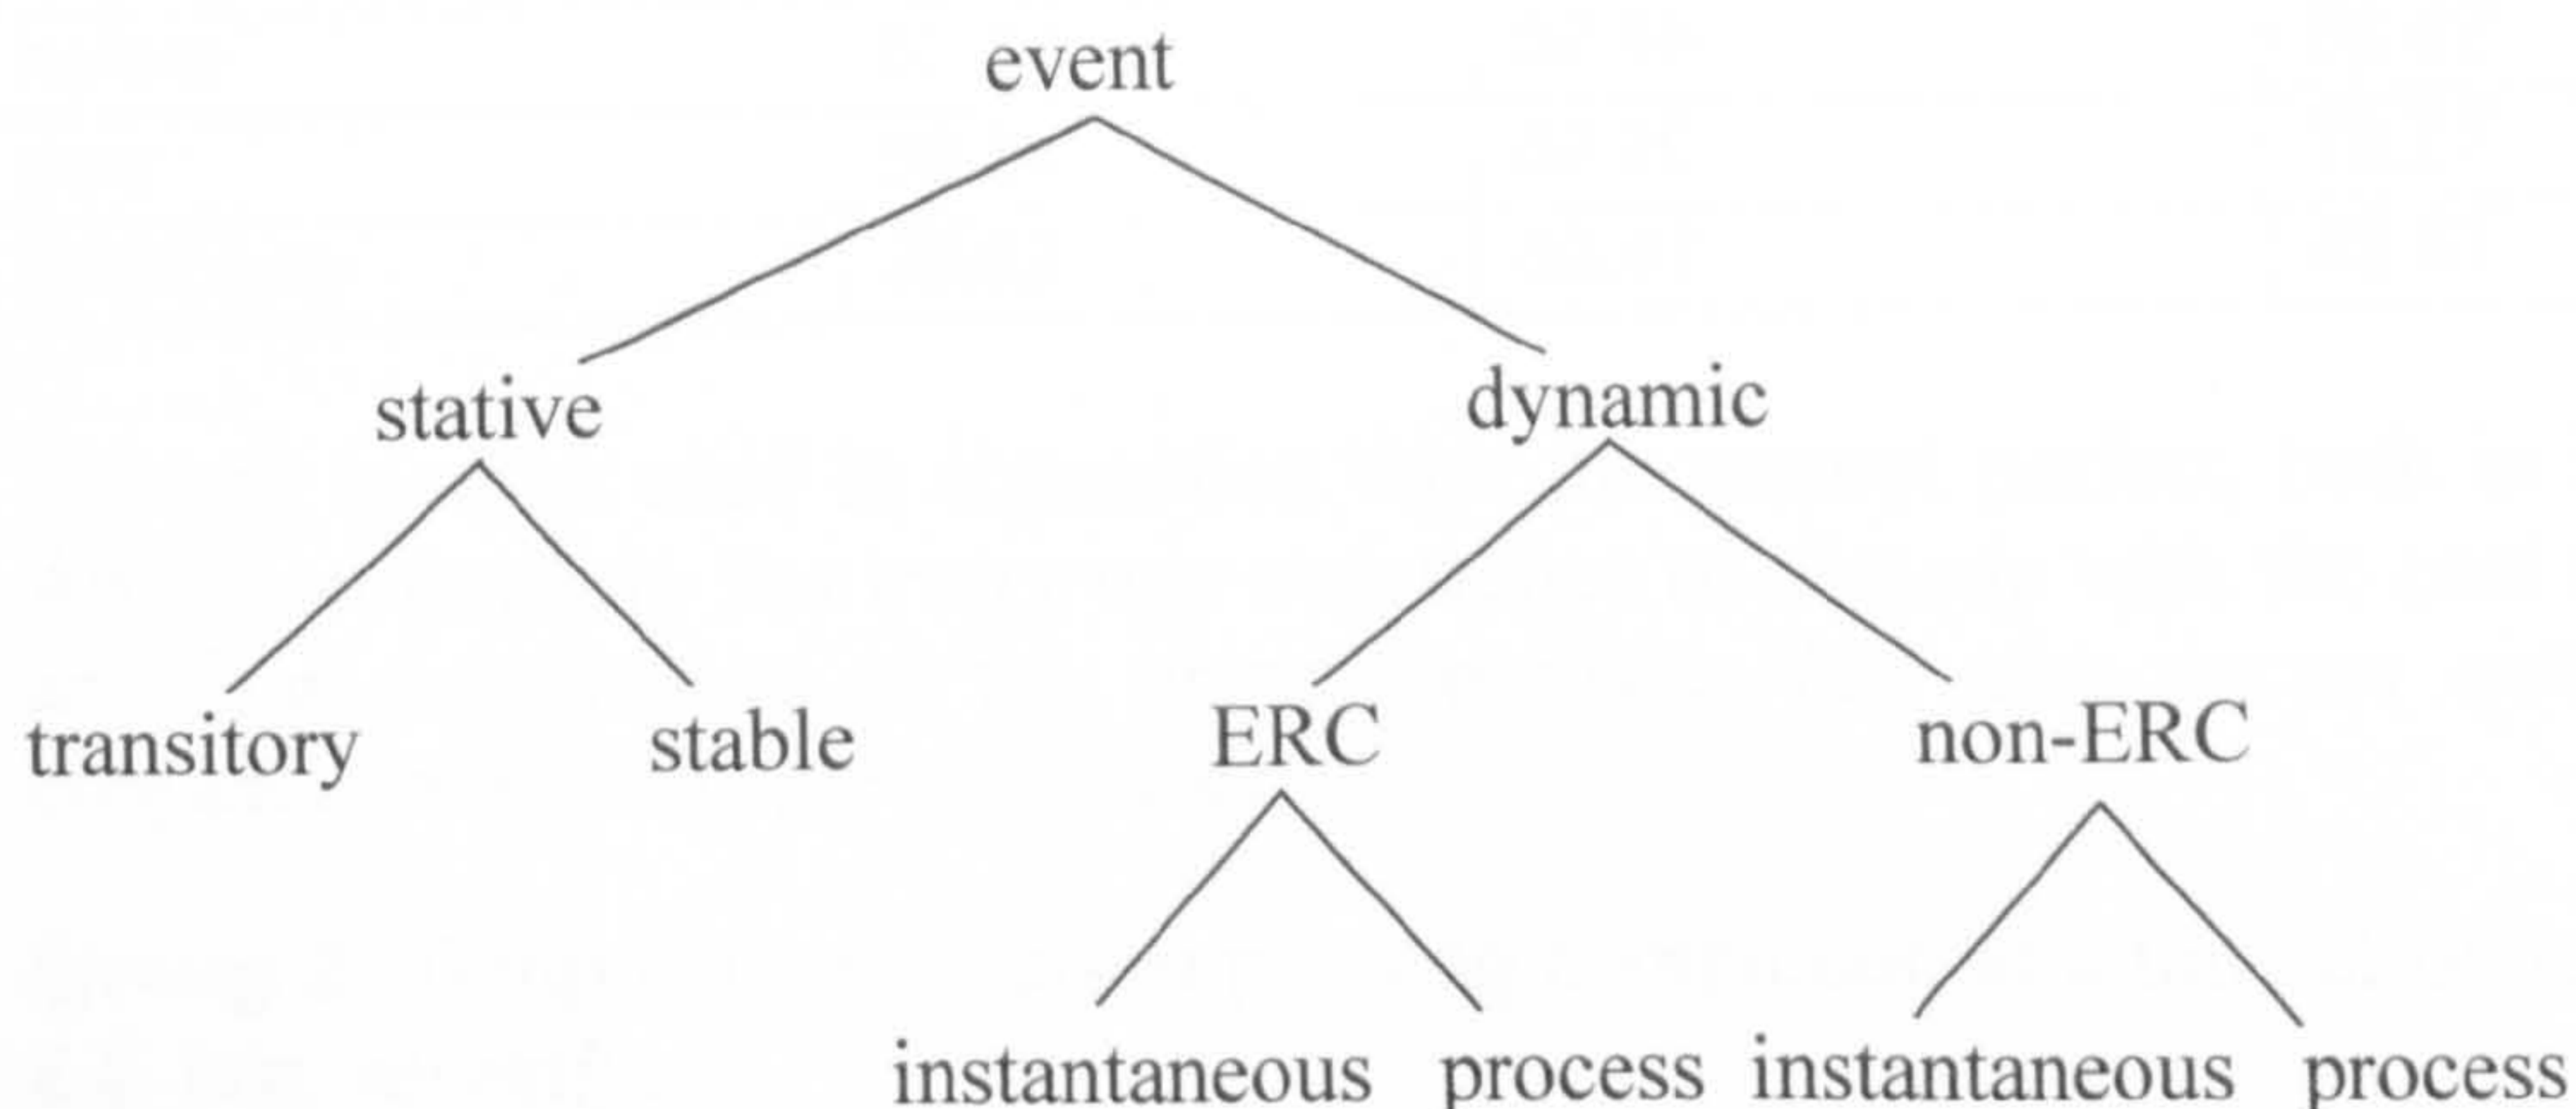 event
stative dynamic
transitory stable ERC non-ERC
instantaneous process instantaneous process